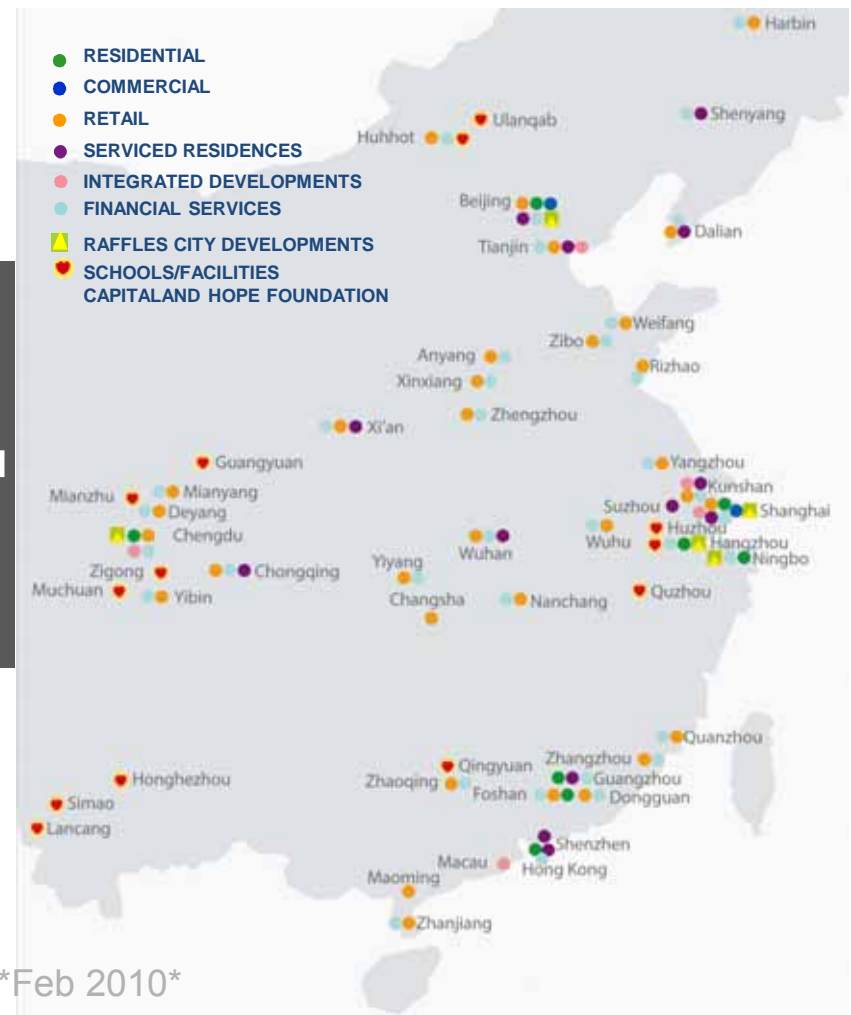 Harbin
RESIDENTIAL
COMMERCIAL
RETAIL
SERVICED RESIDENCES
INTEGRATED DEVELOPMENTS
FINANCIAL SERVICES
RAFFLES CITY DEVELOPMENTS
SCHOOLS/FACILITIES
CAPITALAND HOPE FOUNDATION
Shenyang
Ulanqab
Huhhot
Beijing
Dalian
Tianjin
Weifang
Zibo
Anyang
Rizhao
Xinxiang
Zhengzhou
Xi'an
Guangyuan
Yangzhou
Mianzhu
Mianyang
Kunshan
Deyang
Suzhou
Shanghai
Huzhou
Chengdu
Wuhu
Hangzhou
Wuhan
Ningbo
Yiyang
Zigong
Chongqing
Muchuan
Yibin
Changsha
Nanchang
Quzhou
Quanzhou
Zhangzhou
Qingyuan
Honghezhou
Zhaoqing
Guangzhou
Foshan
Dongguan
Simao
Lancang
Shenzhen
Macau
Hong Kong
Maoming
Zhanjiang
*Feb 2010*